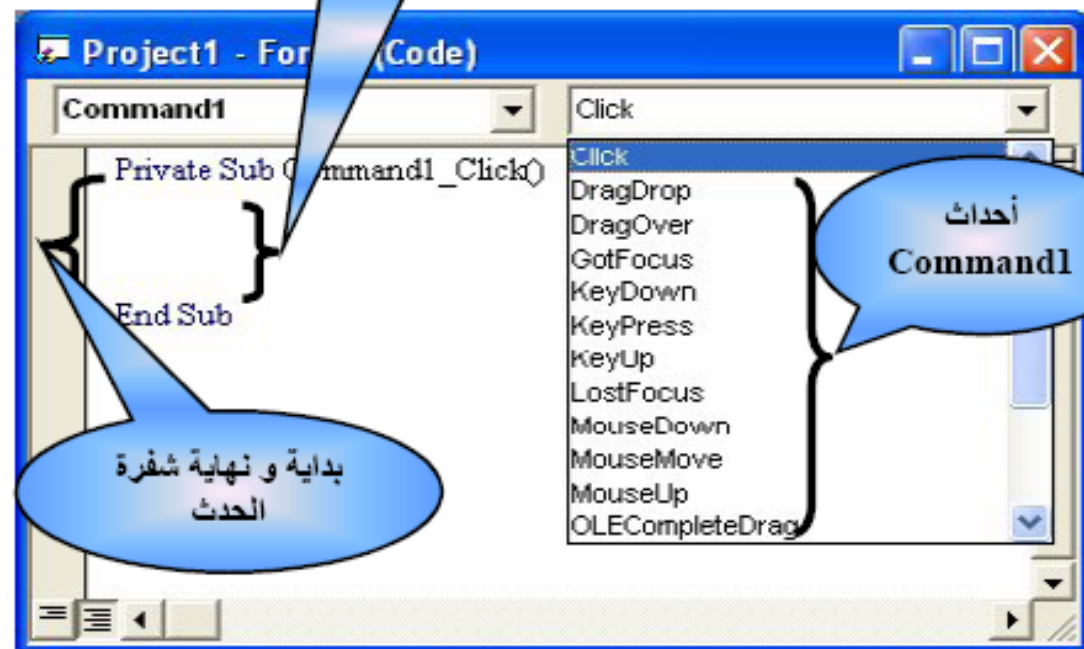 Project1 - For (Code)
Command1
Click
Private Sub Command1_Click()
End Sub
Click
DragDrop
DragOver
GotFocus
KeyDown
KeyPress
KeyUp
LostFocus
MouseDown
MouseMove
MouseUp
OLECompleteDrag
أحداث
Command1
بداية و نهاية شفرة
الحدث